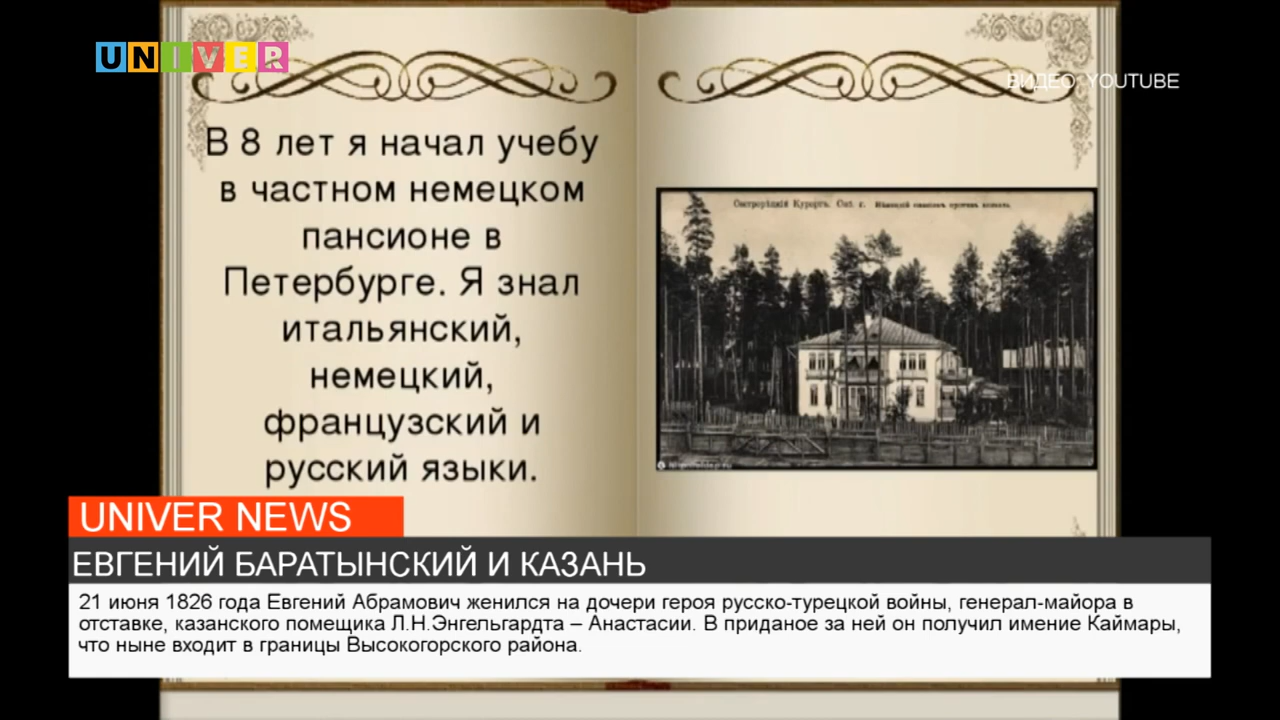 UNIVER
ВИДЕО: YOUTUBE
В 8 лет я начал учебу
в частном немецком
пансионе в
Петербурге. Я знал
итальянский,
немецкий,
французский и
русский языки.
Курортъ.
UNIVER NEWS
ЕВГЕНИЙ БАРАТЫНСКИЙ И КАЗАНЬ
21 июня 1826 года Евгений Абрамович женился на дочери героя русско-турецкой войны, генерал-майора в
отставке, казанского помещика Л.Н.Энгельгардта – Анастасии. В приданое за ней он получил имение Каймары,
что ныне входит в границы Высокогорского района.